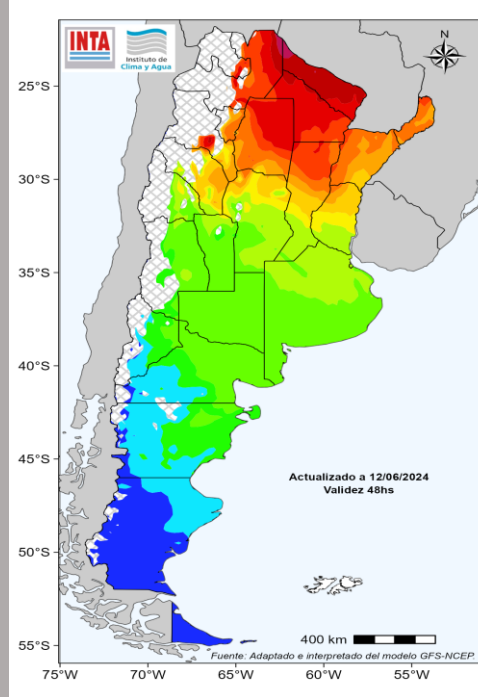 INTA
Instituto de
Clima y Agua
N
25°S
30°S
35°S
40°S
45°S
50°S
55°S
Actualizado a 12/06/2024
Validez 48hs
400 km
Fuente: Adaptado e interpretado del modelo GFS-NCEP.
75°W
70°W
65°W
60°W
55°W